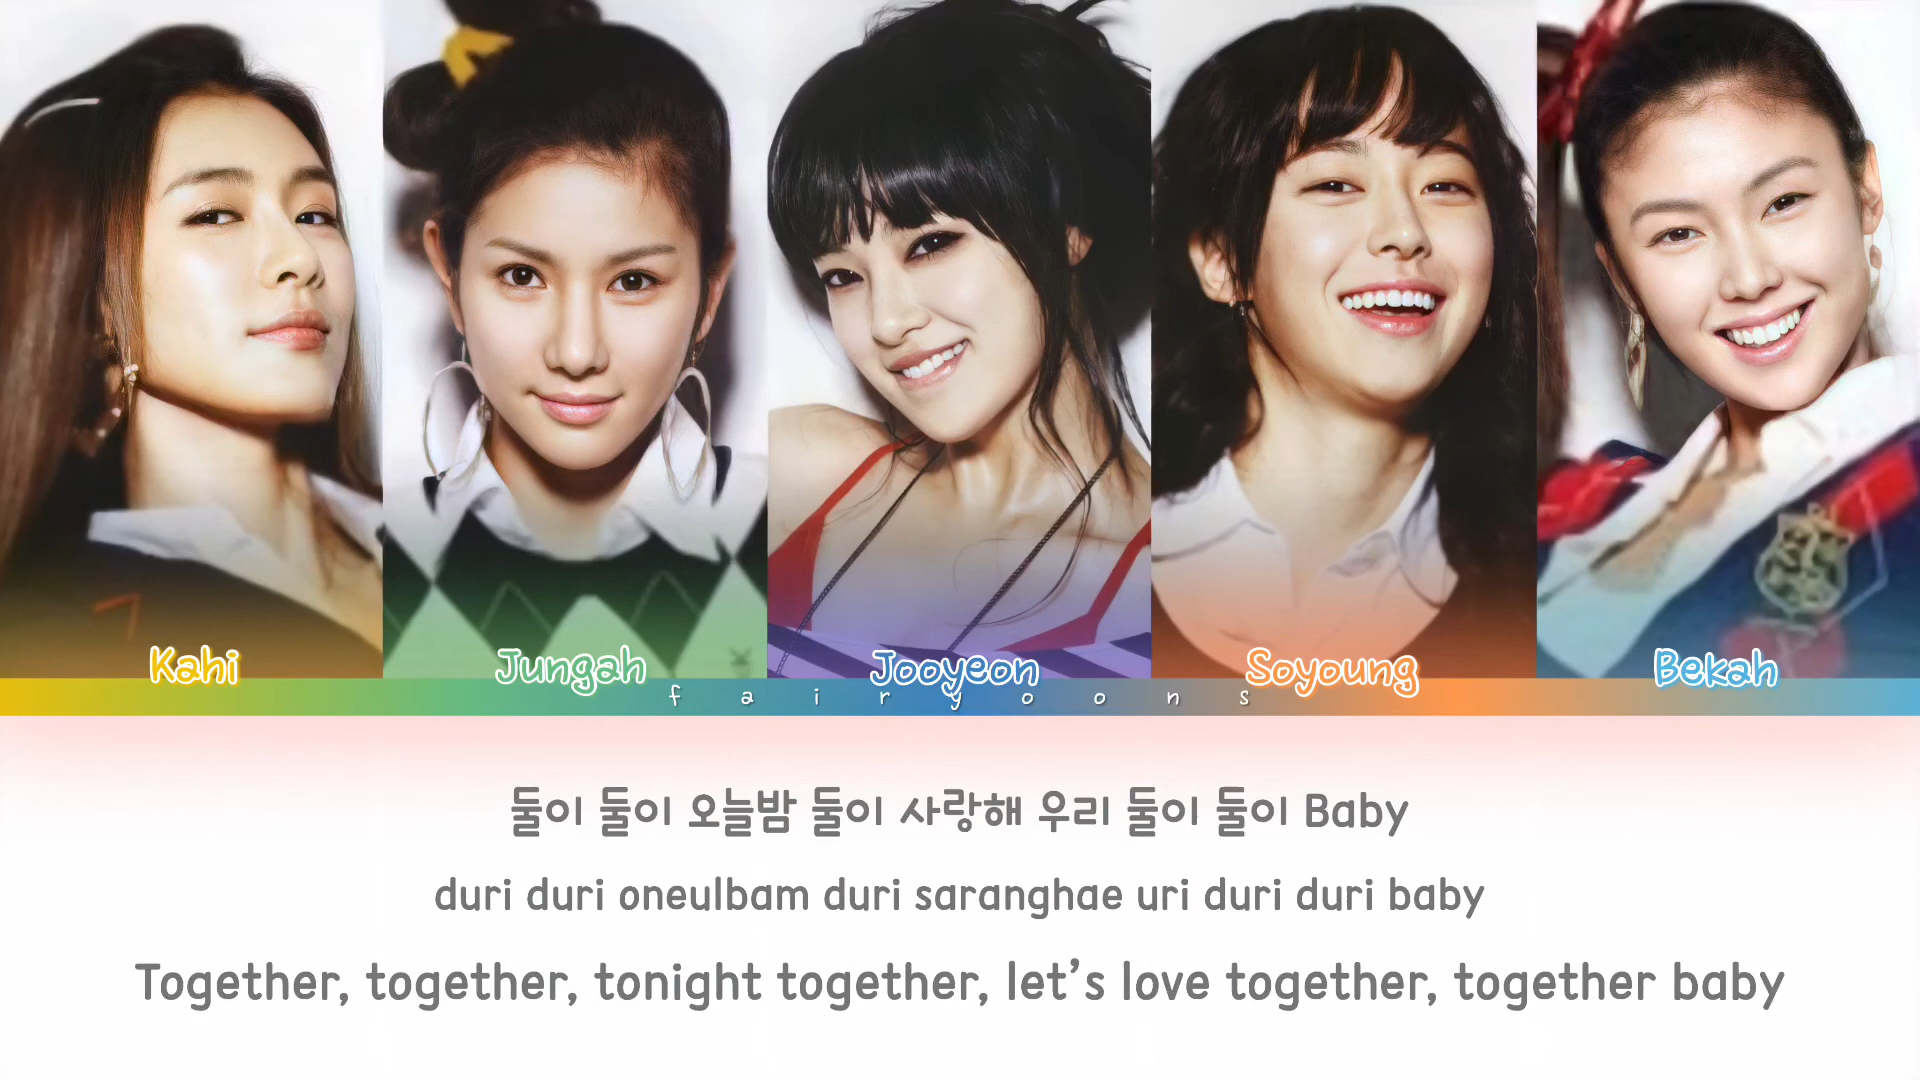 Kahi Jungah Jooyeon Soyoung Bekah
fairyoons
둘이 둘이 오늘밤 둘이 사랑해 우리 둘이 둘이 Baby
duri duri oneulbam duri saranghae uri duri duri baby
Together, together, tonight together, let’s love together, together baby